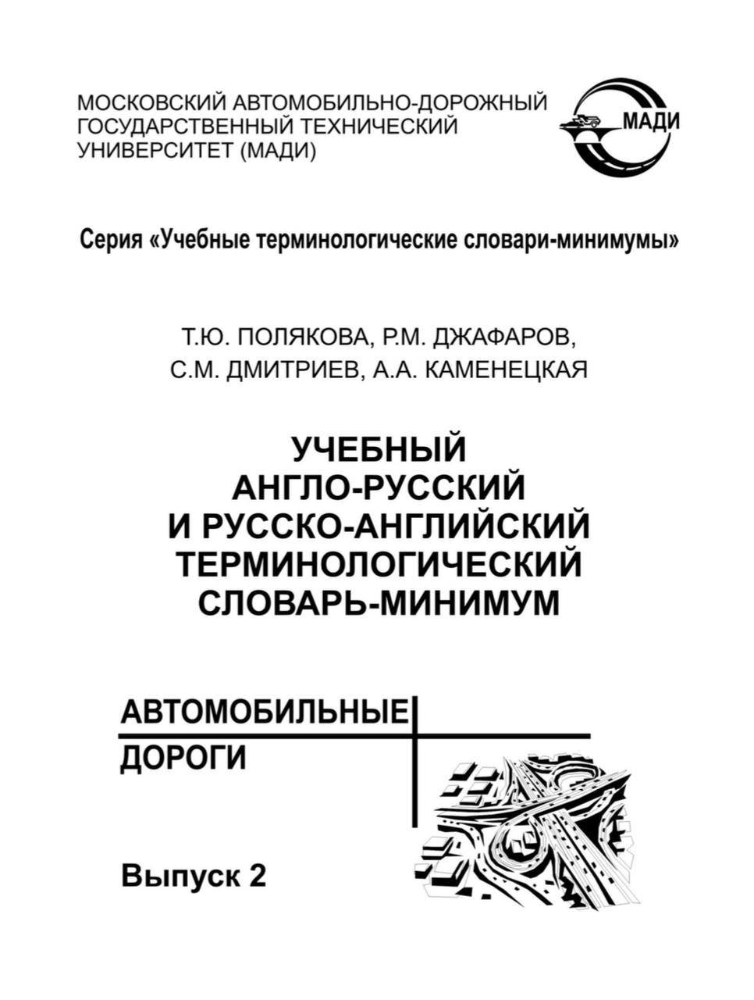 МОСКОВСКИЙ АВТОМОБИЛЬНО-ДОРОЖНЫЙ
ГОСУДАРСТВЕННЫЙ ТЕХНИЧЕСКИЙ
УНИВЕРСИТЕТ (МАДИ)
МАДИ
Серия «Учебные терминологические словари-минимумы»
Т.Ю. ПОЛЯКОВА, Р.М. ДЖАФАРОВ,
С.М. ДМИТРИЕВ, А.А. КАМЕНЕЦКАЯ
УЧЕБНЫЙ
АНГЛО-РУССКИЙ
И РУССКО-АНГЛИЙСКИЙ
ТЕРМИНОЛОГИЧЕСКИЙ
СЛОВАРЬ-МИНИМУМ
АВТОМОБИЛЬНЫЕ
ДОРОГИ
Выпуск 2